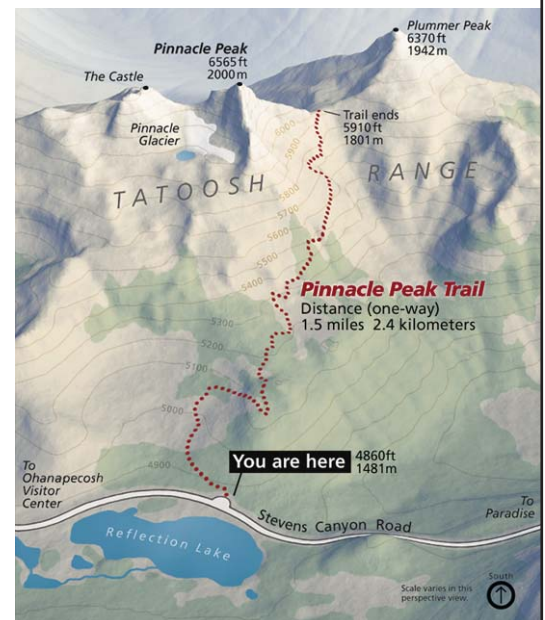 Plummer Peak
6370 ft
1942 m
Pinnacle Peak
6565 ft
2000 m
The Castle
Trail ends
5910 ft
1801 m
Pinnacle
Glacier
6000
5900
TATOOSH RANGE
5800
5700
5600
5500
5400
Pinnacle Peak Trail
Distance (one-way)
1.5 miles 2.4 kilometers
5300
5200
5100
5000
You are here
4860ft
1481m
4900
To
Ohanapecosh
Visitor
Center
Stevens Canyon Road
To
Paradise
Reflection Lake
Scale varies in this
perspective view.
South